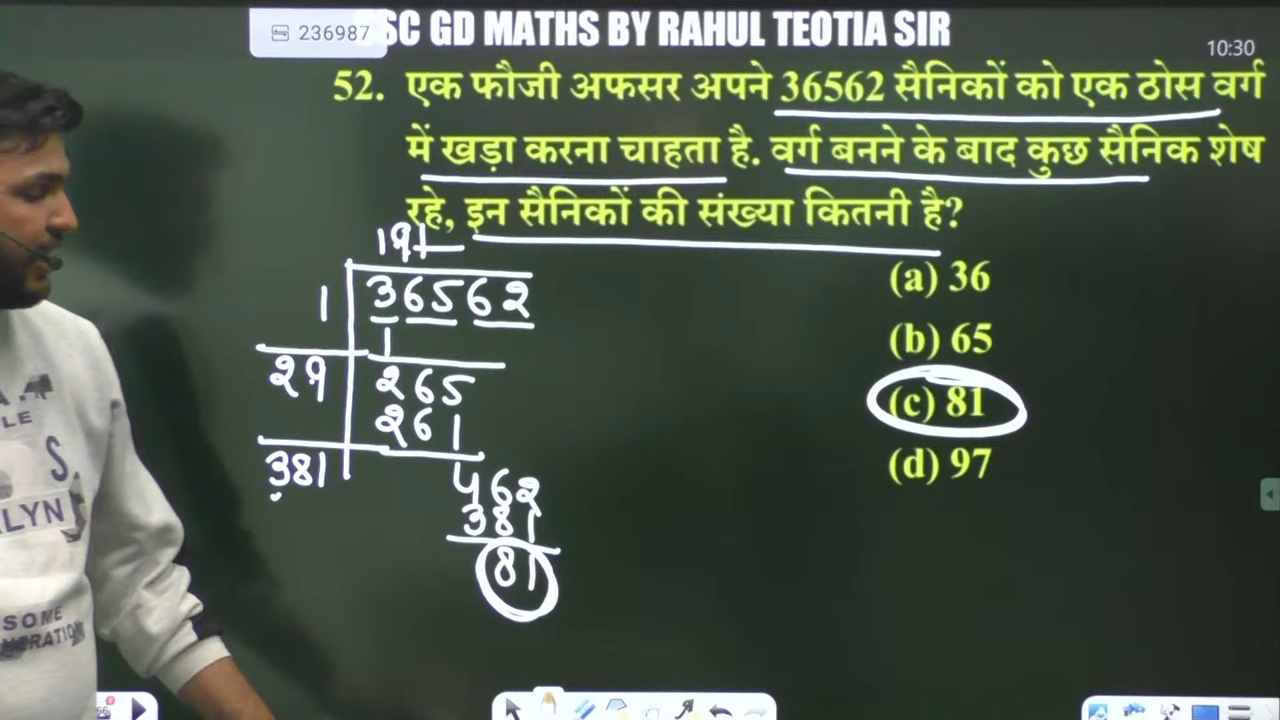 236987
SC GD MATHS BY RAHUL TEOTIA SIR
10:30
52. एक फौजी अफसर अपने 36562 सैनिकों को एक ठोस वर्ग
में खड़ा करना चाहता है. वर्ग बनने के बाद कुछ सैनिक शेष
रहे, इन सैनिकों की संख्या कितनी है?
(a) 36
(b) 65
(c) 81
(d) 97
191
1 36562
1
29 265
261
381 462
381
81
S
LYN
SOME